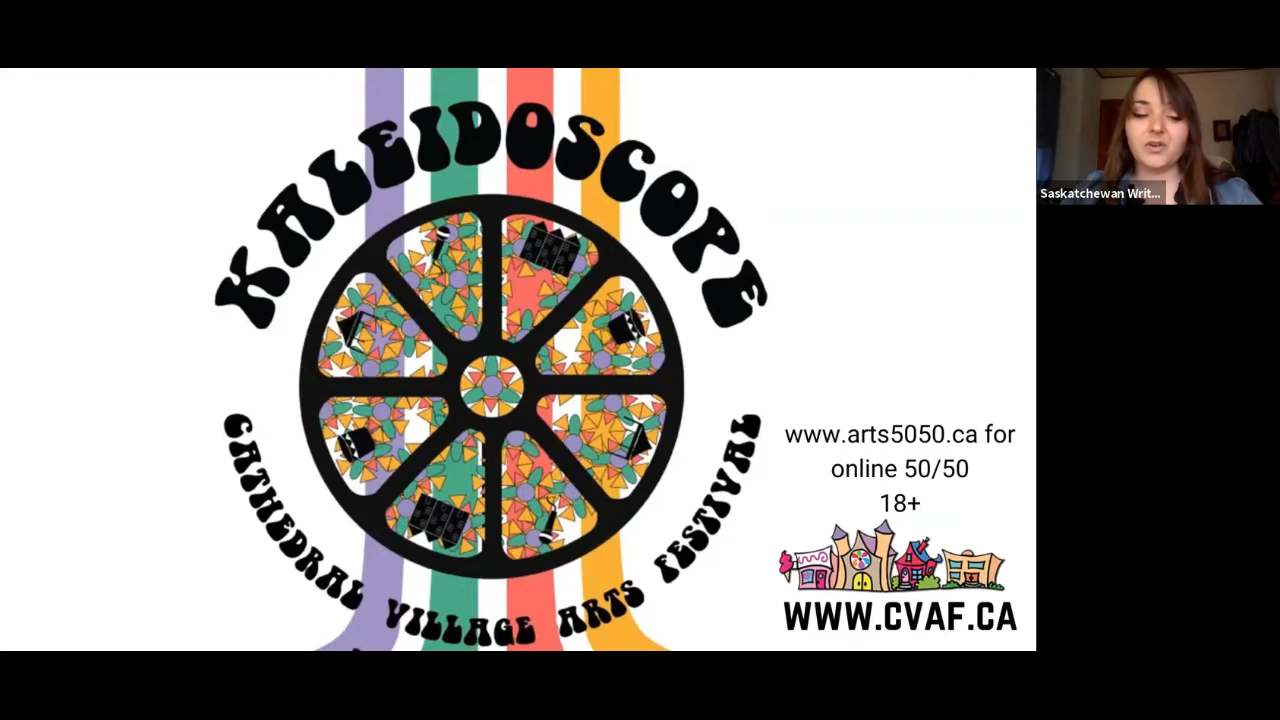 KALEIDOSCOPE
CATHEDRAL VILLAGE ARTS FESTIVAL
www.arts5050.ca for
online 50/50
18+
WWW.CVAF.CA
Saskatchewan Writ...